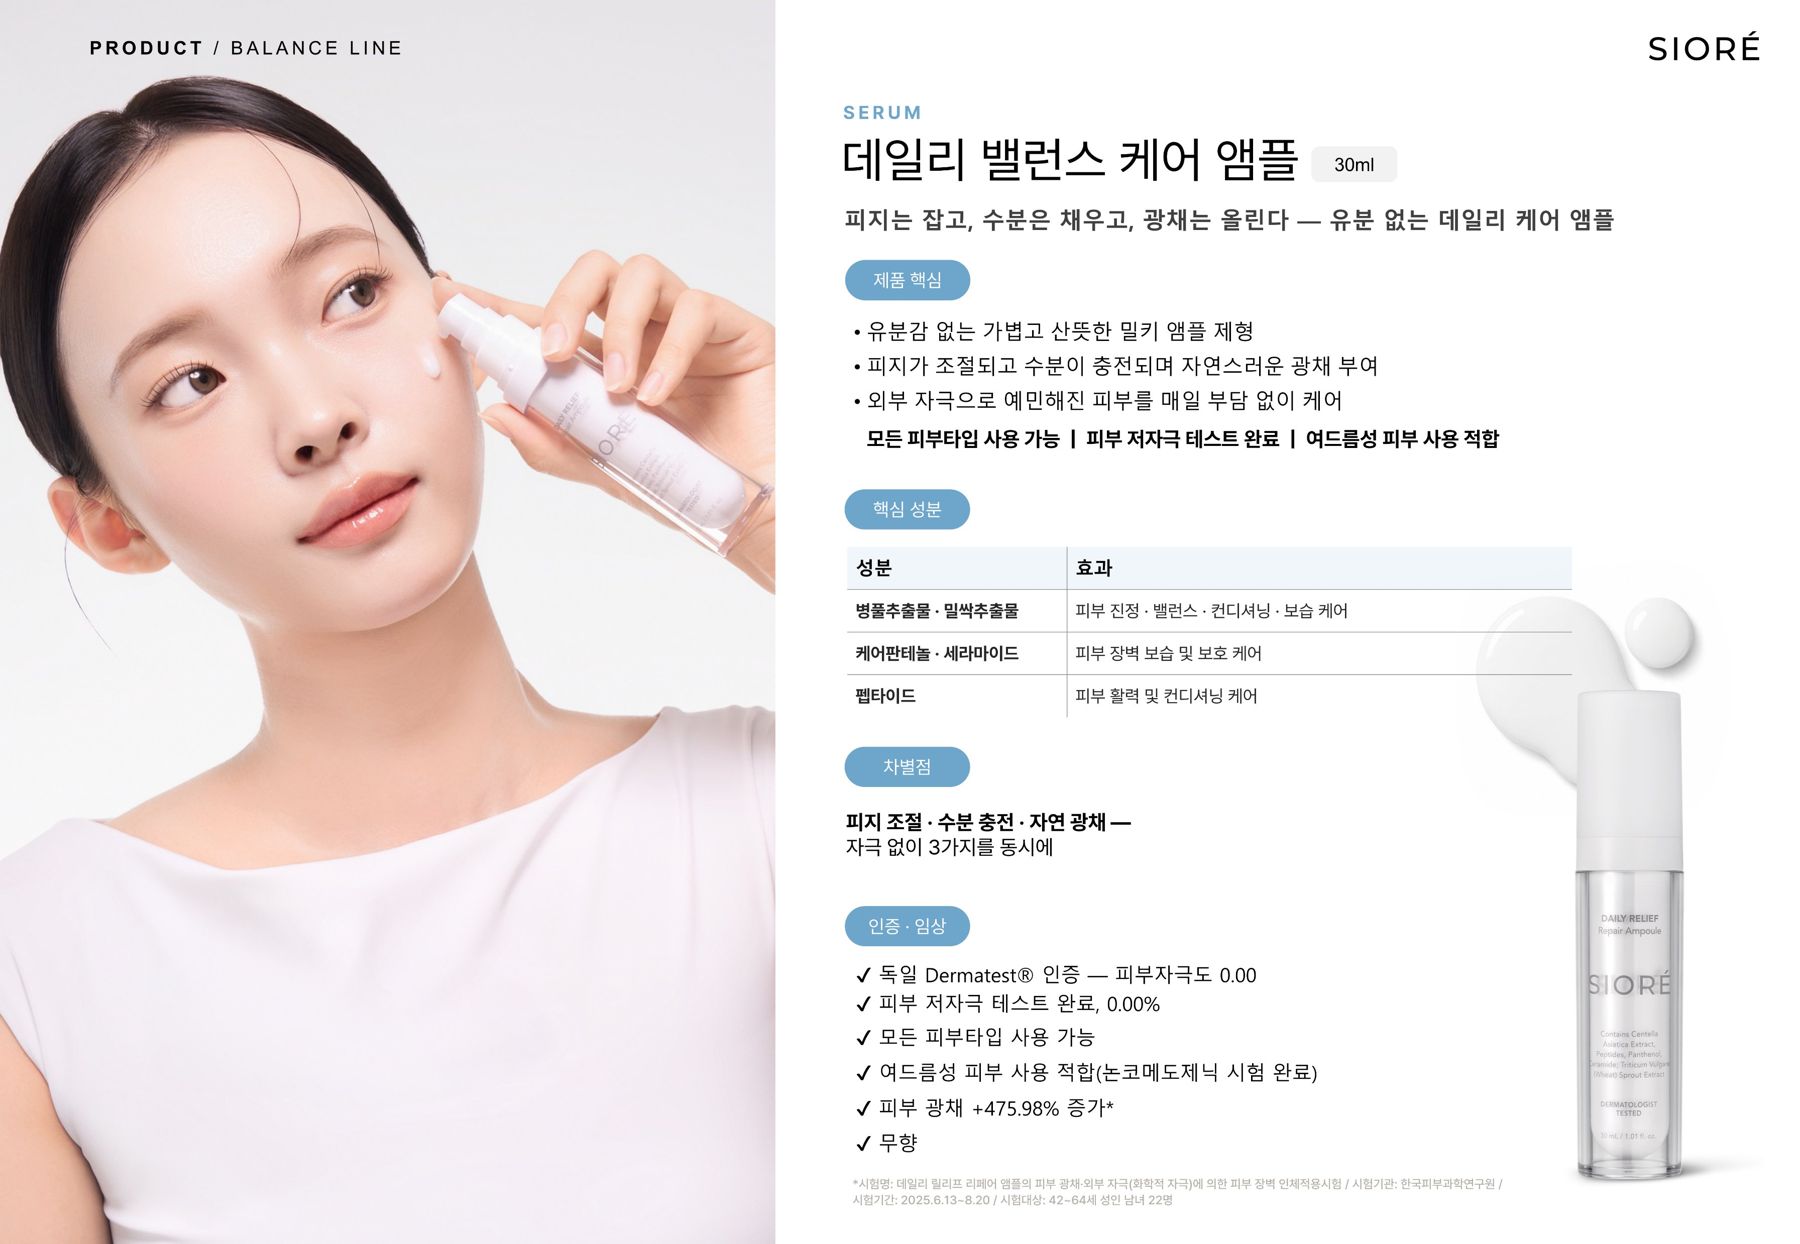 PRODUCT / BALANCE LINE
SIORÉ
SERUM
데일리 밸런스 케어 앰플 30ml
피지는 잡고, 수분은 채우고, 광채는 올린다 — 유분 없는 데일리 케어 앰플
제품 핵심
• 유분감 없는 가볍고 산뜻한 밀키 앰플 제형
• 피지가 조절되고 수분이 충전되며 자연스러운 광채 부여
• 외부 자극으로 예민해진 피부를 매일 부담 없이 케어
모든 피부타입 사용 가능 | 피부 저자극 테스트 완료 | 여드름성 피부 사용 적합
핵심 성분
성분 효과
병풀추출물 · 밀싹추출물 피부 진정 · 밸런스 · 컨디셔닝 · 보습 케어
케어판테놀 · 세라마이드 피부 장벽 보습 및 보호 케어
펩타이드 피부 활력 및 컨디셔닝 케어
차별점
피지 조절 · 수분 충전 · 자연 광채 —
자극 없이 3가지를 동시에
인증 · 임상
✓ 독일 Dermatest® 인증 — 피부자극도 0.00
✓ 피부 저자극 테스트 완료, 0.00%
✓ 모든 피부타입 사용 가능
✓ 여드름성 피부 사용 적합(논코메도제닉 시험 완료)
✓ 피부 광채 +475.98% 증가*
✓ 무향
*시험명: 데일리 릴리프 리페어 앰플의 피부 광채·외부 자극(화학적 자극)에 의한 피부 장벽 인체적용시험 / 시험기관: 한국피부과학연구원 /
시험기간: 2025.6.13~8.20 / 시험대상: 42~64세 성인 남녀 22명
DAILY RELIEF
Repair Ampoule
SIORÉ
Contains Centella
Asiatica Extract,
Peptides, Panthenol,
Ceramide, Triticum Vulgare
(Wheat) Sprout Extract
DERMATOLOGIST
TESTED
30 mL / 1.01 fl. oz.